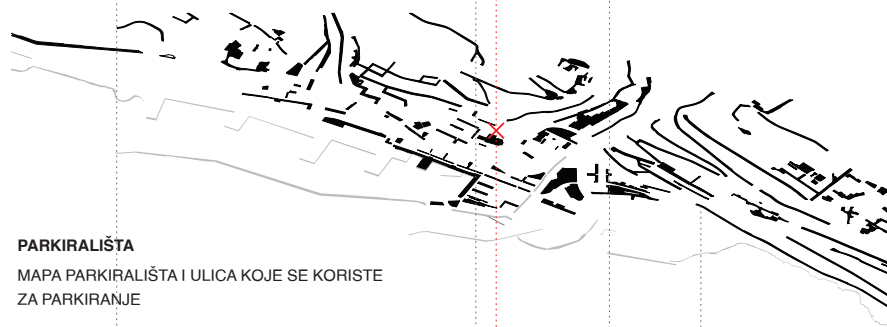 PARKIRALIŠTA
MAPA PARKIRALIŠTA I ULICA KOJE SE KORISTE
ZA PARKIRANJE